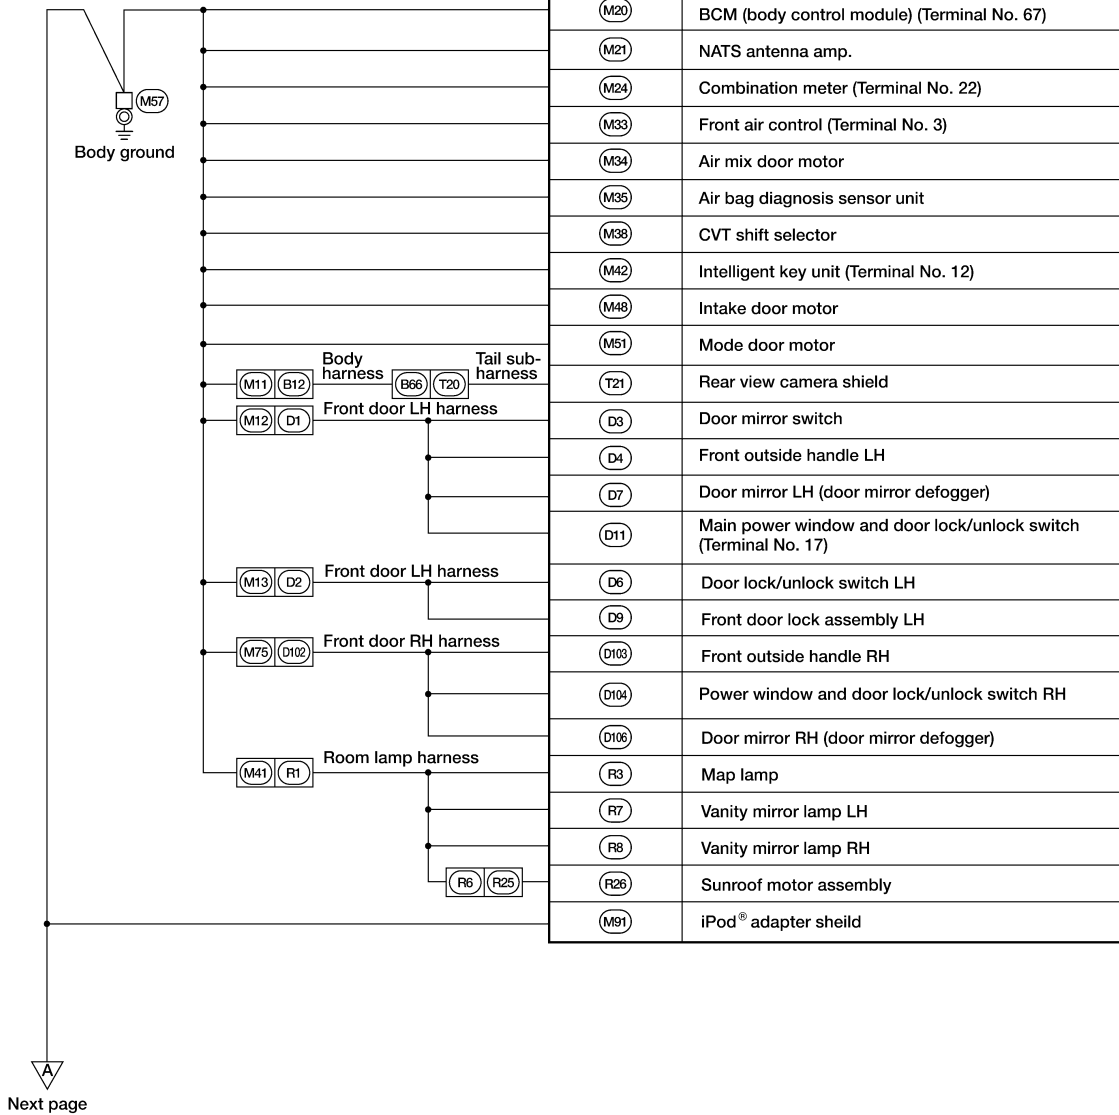 M20 BCM (body control module) (Terminal No. 67)
M21 NATS antenna amp.
M24 Combination meter (Terminal No. 22)
M57
M33 Front air control (Terminal No. 3)
Body ground
M34 Air mix door motor
M35 Air bag diagnosis sensor unit
M38 CVT shift selector
M42 Intelligent key unit (Terminal No. 12)
M48 Intake door motor
M51 Mode door motor
Body harness
Tail sub-harness
M11 B12 B66 T20 T21 Rear view camera shield
Front door LH harness
M12 D1 D3 Door mirror switch
D4 Front outside handle LH
D7 Door mirror LH (door mirror defogger)
D11 Main power window and door lock/unlock switch
(Terminal No. 17)
Front door LH harness
M13 D2 D6 Door lock/unlock switch LH
D9 Front door lock assembly LH
Front door RH harness
M75 D102 D103 Front outside handle RH
D104 Power window and door lock/unlock switch RH
D106 Door mirror RH (door mirror defogger)
Room lamp harness
M41 R1 R3 Map lamp
R7 Vanity mirror lamp LH
R8 Vanity mirror lamp RH
R6 R25 R26 Sunroof motor assembly
M91 iPod® adapter sheild
A
Next page